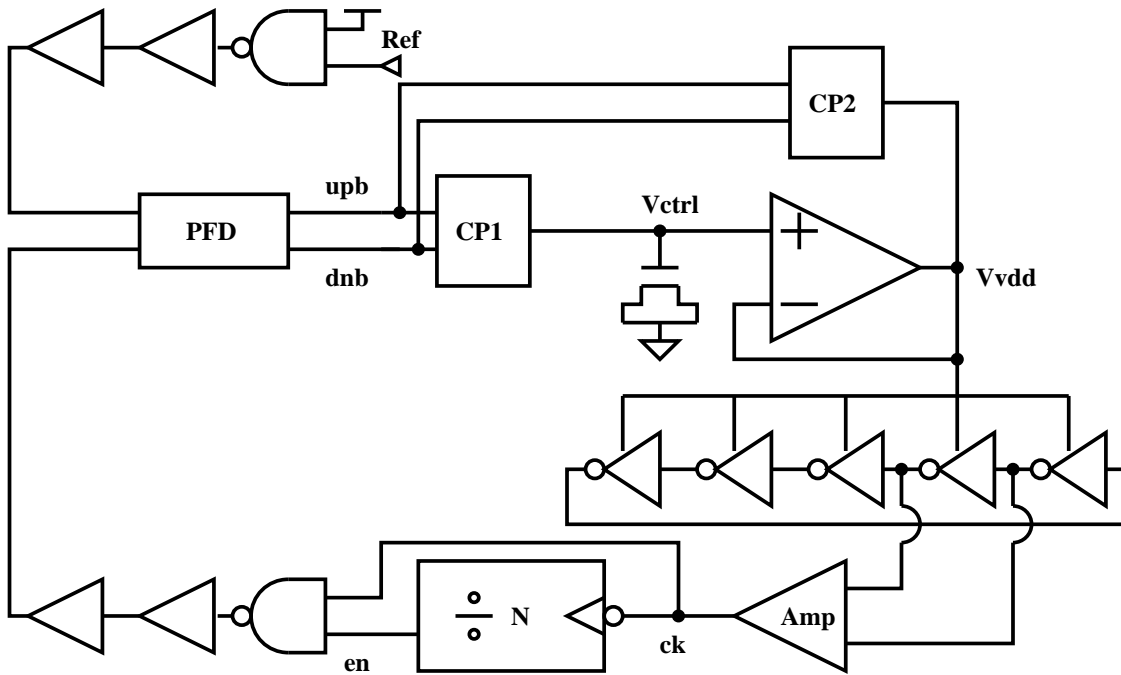 Ref
CP2
upb
Vctrl
PFD
CP1
dnb
Vvdd
÷ N
Amp
ck
en